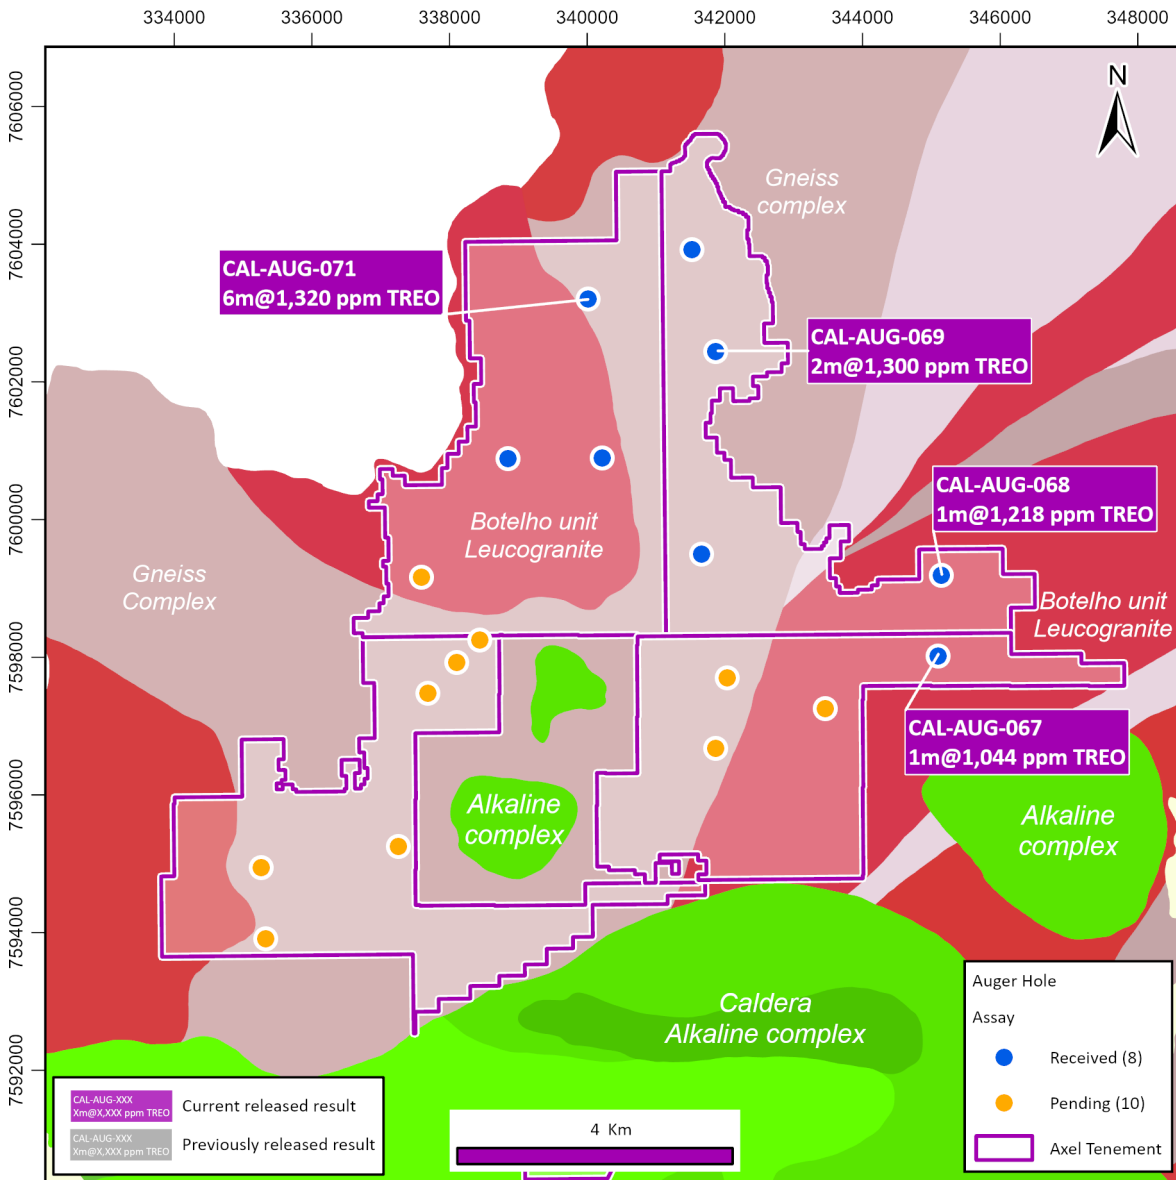 334000 336000 338000 340000 342000 344000 346000 348000
7606000
7604000
7602000
7600000
7598000
7596000
7594000
7592000
N
Gneiss
complex
CAL-AUG-071
6m@1,320 ppm TREO
CAL-AUG-069
2m@1,300 ppm TREO
CAL-AUG-068
1m@1,218 ppm TREO
Botelho unit
Leucogranite
Gneiss
Complex
Botelho unit
Leucogranite
CAL-AUG-067
1m@1,044 ppm TREO
Alkaline
complex
Alkaline
complex
Caldera
Alkaline complex
Auger Hole
Assay
Received (8)
Pending (10)
Axel Tenement
CAL-AUG-XXX
Xm@X,XXX ppm TREO
Current released result
CAL-AUG-XXX
Xm@X,XXX ppm TREO
Previously released result
4 Km